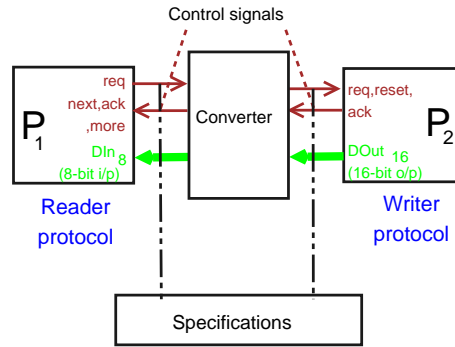 Control signals
req
next,ack
,more
P1
DIn 8
(8-bit i/p)
Reader
protocol
Converter
req,reset,
ack
P2
DOut 16
(16-bit o/p)
Writer
protocol
Specifications